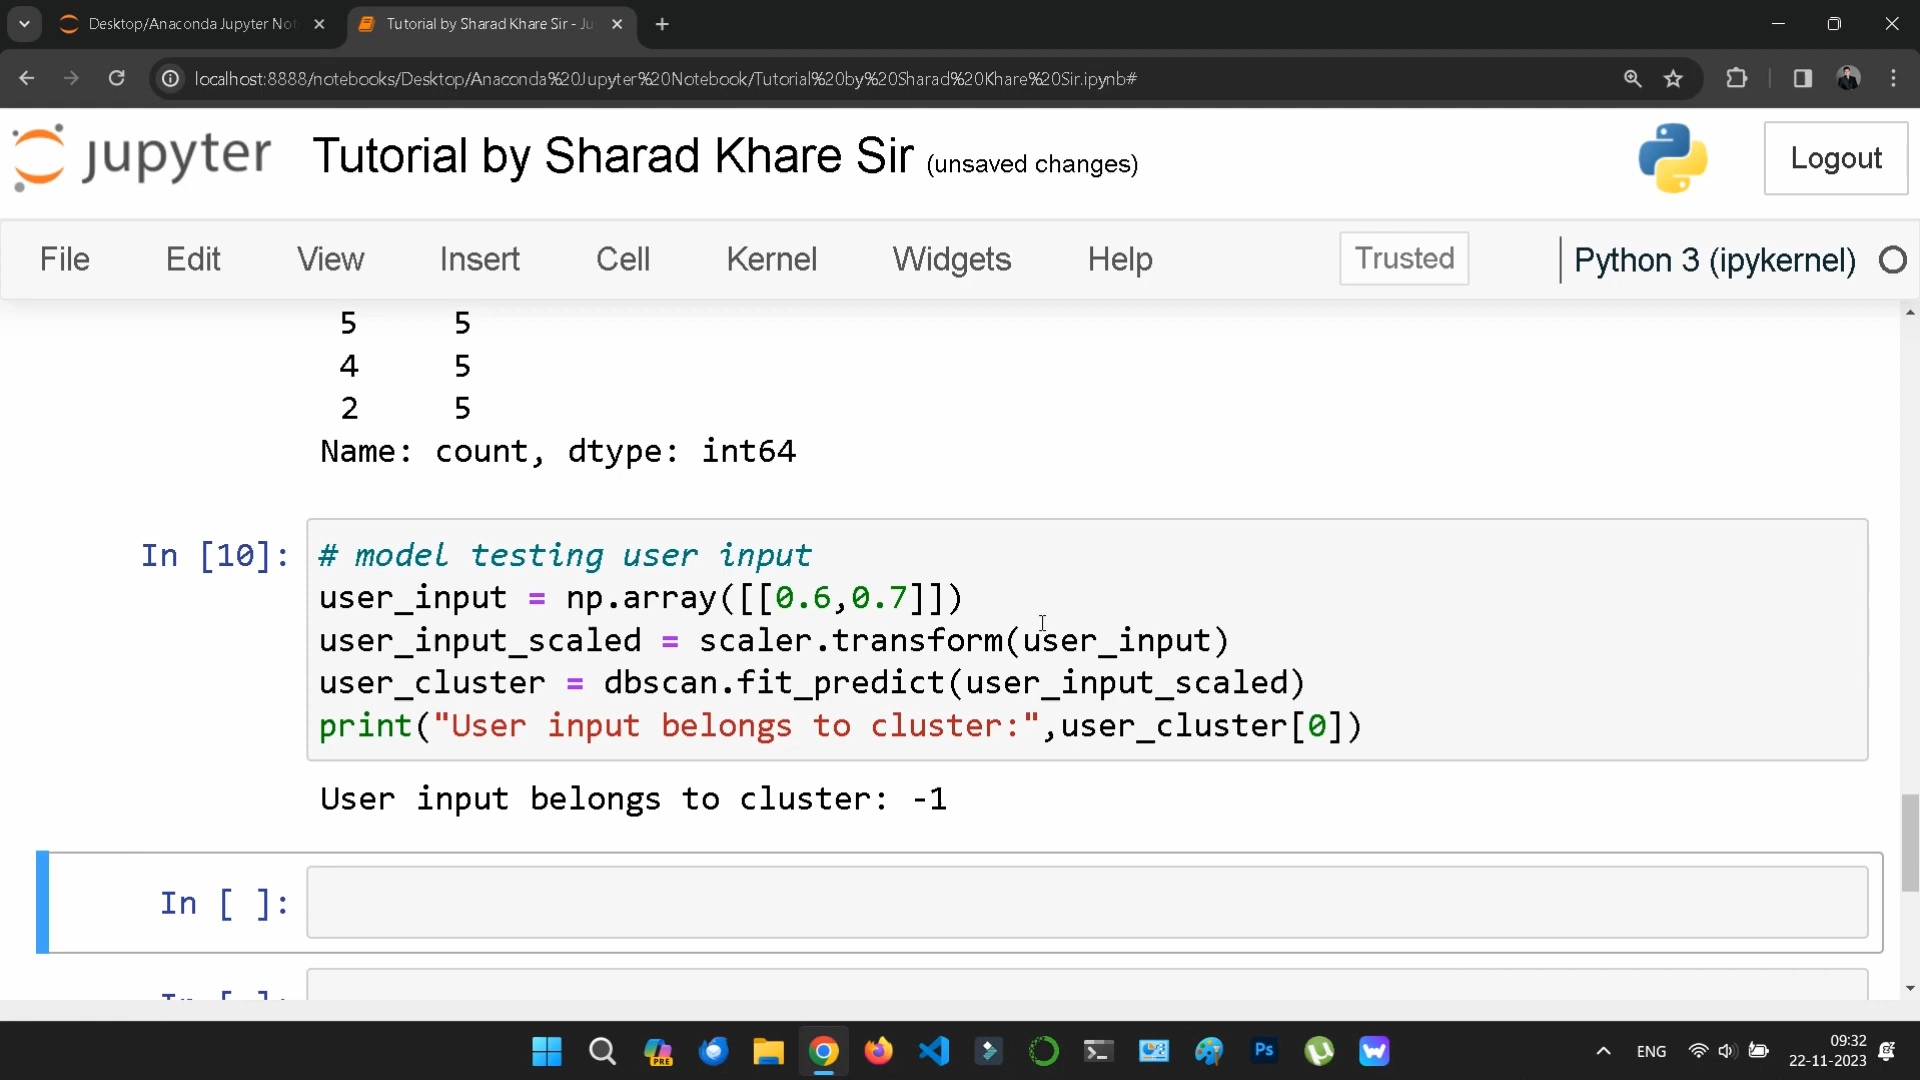 Desktop/Anaconda Jupyter Not
Tutorial by Sharad Khare Sir - Ju
localhost:8888/notebooks/Desktop/Anaconda%20Jupyter%20Notebook/Tutorial%20by%20Sharad%20Khare%20Sir.ipynb#
jupyter Tutorial by Sharad Khare Sir (unsaved changes) Logout
File Edit View Insert Cell Kernel Widgets Help Trusted Python 3 (ipykernel)
5 5
4 5
2 5
Name: count, dtype: int64
In [10]: # model testing user input
user_input = np.array([[0.6,0.7]])
user_input_scaled = scaler.transform(user_input)
user_cluster = dbscan.fit_predict(user_input_scaled)
print("User input belongs to cluster:",user_cluster[0])
User input belongs to cluster: -1
In [ ]:
In [ ]:
PRE Ps ENG 09:32
22-11-2023